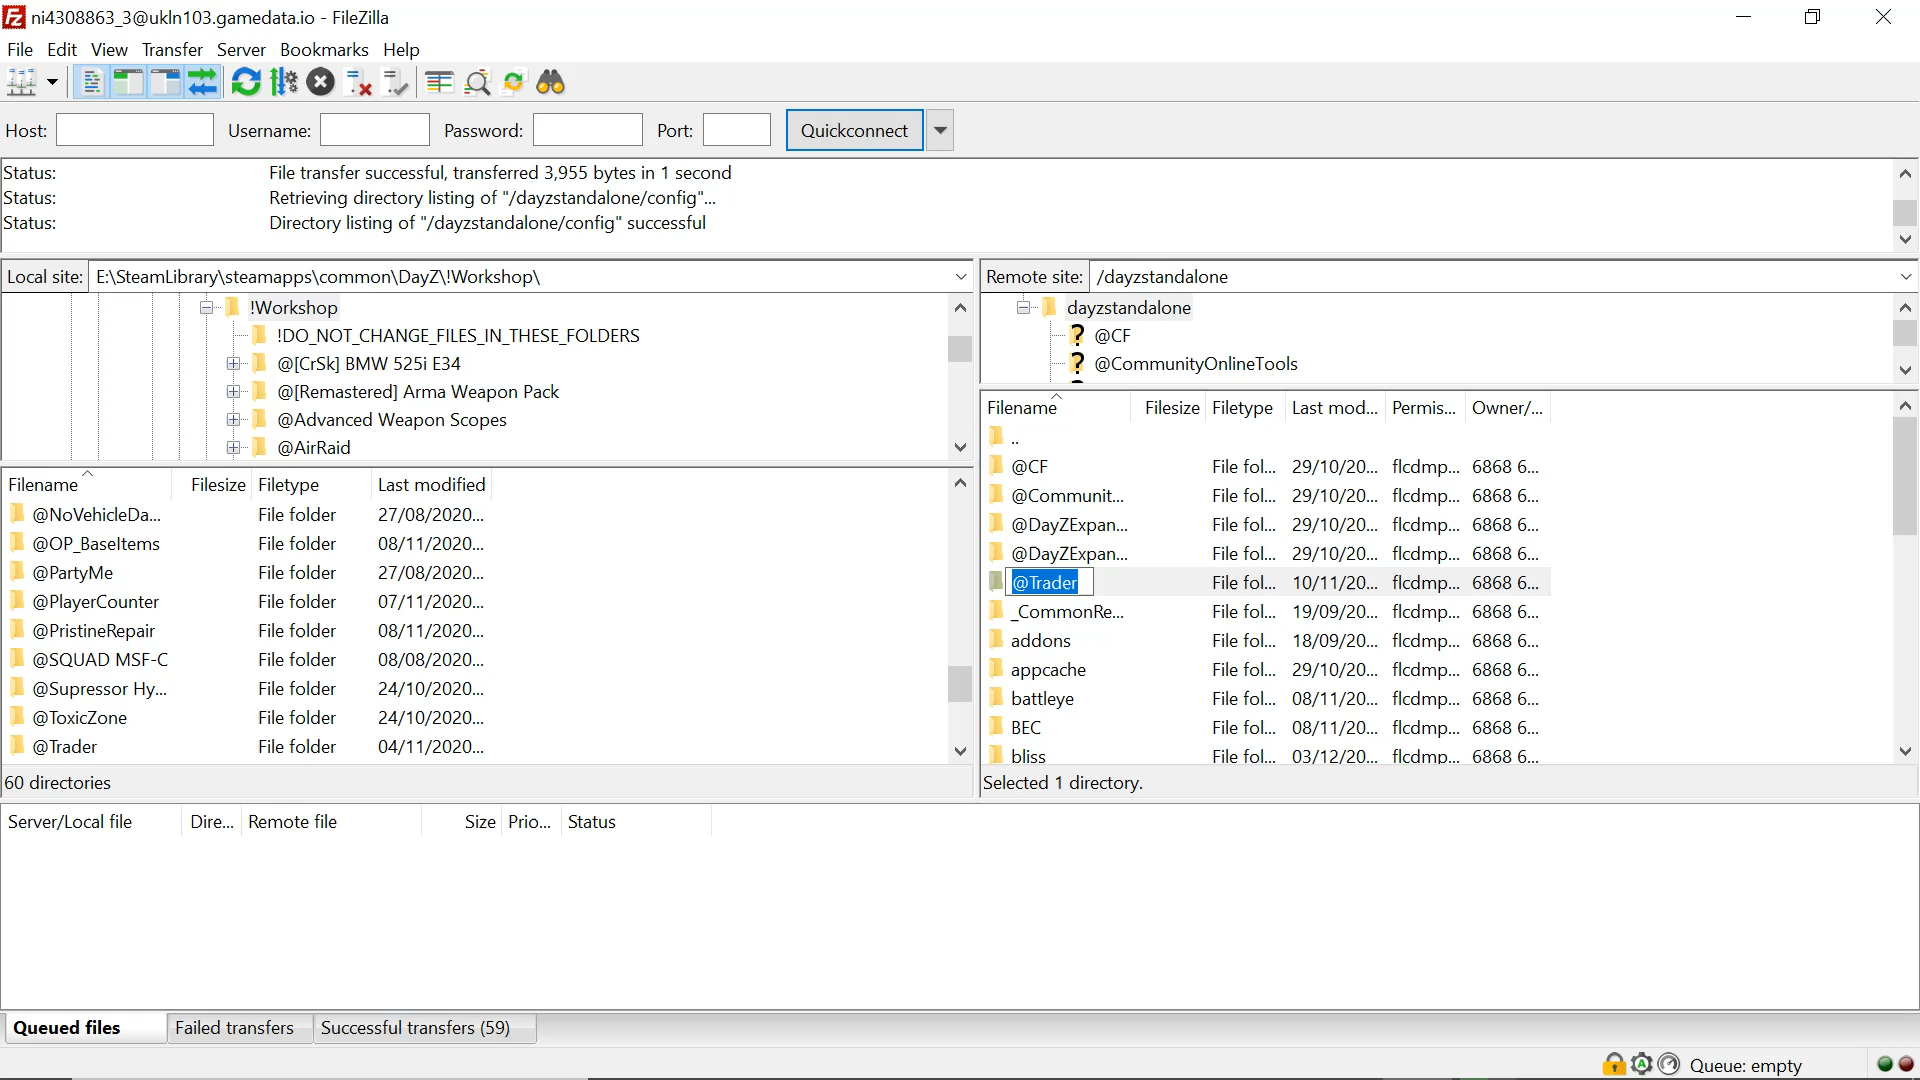 ni4308863_3@ukln103.gamedata.io - FileZilla
File Edit View Transfer Server Bookmarks Help
Host: Username: Password: Port: Quickconnect
Status: File transfer successful, transferred 3,955 bytes in 1 second
Status: Retrieving directory listing of "/dayzstandalone/config"...
Status: Directory listing of "/dayzstandalone/config" successful
Local site: E:\SteamLibrary\steamapps\common\DayZ\!Workshop\
!Workshop
!DO_NOT_CHANGE_FILES_IN_THESE_FOLDERS
@[CrSk] BMW 525i E34
@[Remastered] Arma Weapon Pack
@Advanced Weapon Scopes
@AirRaid
Filename Filesize Filetype Last modified
@NoVehicleDa... File folder 27/08/2020...
@OP_BaseItems File folder 08/11/2020...
@PartyMe File folder 27/08/2020...
@PlayerCounter File folder 07/11/2020...
@PristineRepair File folder 08/11/2020...
@SQUAD MSF-C File folder 08/08/2020...
@Supressor Hy... File folder 24/10/2020...
@ToxicZone File folder 24/10/2020...
@Trader File folder 04/11/2020...
60 directories
Remote site: /dayzstandalone
dayzstandalone
@CF
@CommunityOnlineTools
Filename Filesize Filetype Last mod... Permis... Owner/...
..
@CF File fol... 29/10/20... flcdmp... 6868 6...
@Communit... File fol... 29/10/20... flcdmp... 6868 6...
@DayZExpan... File fol... 29/10/20... flcdmp... 6868 6...
@DayZExpan... File fol... 29/10/20... flcdmp... 6868 6...
@Trader File fol... 10/11/20... flcdmp... 6868 6...
_CommonRe... File fol... 19/09/20... flcdmp... 6868 6...
addons File fol... 18/09/20... flcdmp... 6868 6...
appcache File fol... 29/10/20... flcdmp... 6868 6...
battleye File fol... 08/11/20... flcdmp... 6868 6...
BEC File fol... 08/11/20... flcdmp... 6868 6...
bliss File fol... 03/12/20... flcdmp... 6868 6...
Selected 1 directory.
Server/Local file Dire... Remote file Size Prio... Status
Queued files Failed transfers Successful transfers (59)
Queue: empty